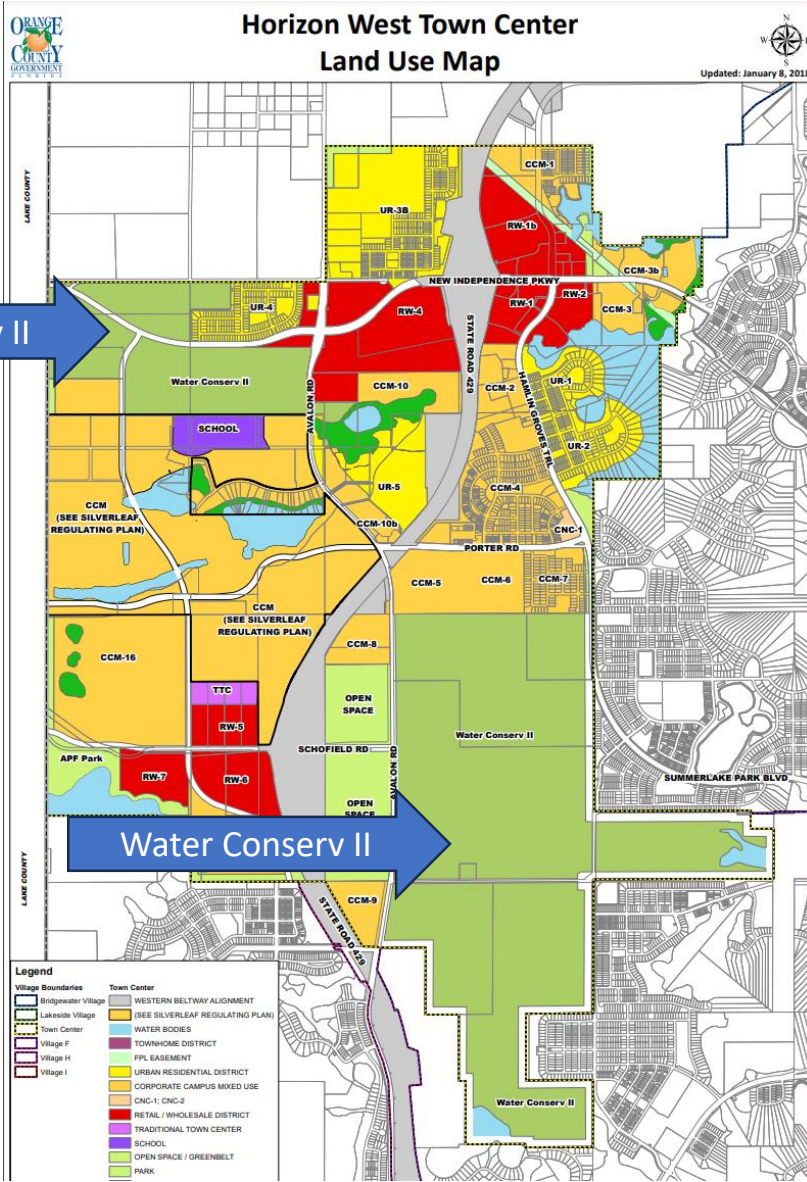 ORANGE
COUNTY
GOVERNMENT
FLORIDA
Horizon West Town Center
Land Use Map
N
W
S
Updated: January 8, 201
LAKE COUNTY
CCM-1
UR-3B
RW-1b
CCM-3b
NEW INDEPENDENCE PKWY
RW-2
RW-1
CCM-3
UR-4
RW-4
II
STATE ROAD 429
HAMLIN GROVES TRL
Water Conserv II
AVALON RD
CCM-10
CCM-2
UR-1
SCHOOL
UR-2
UR-5
CCM-4
CCM
(SEE SILVERLEAF
REGULATING PLAN)
CCM-10b
CNC-1
PORTER RD
CCM-5
CCM-6
CCM-7
CCM
(SEE SILVERLEAF
REGULATING PLAN)
CCM-8
CCM-16
TTC
OPEN
SPACE
RW-5
Water Conserv II
SCHOFIELD RD
AVALON RD
APF Park
RW-7
RW-6
SUMMERLAKE PARK BLVD
OPEN
SPACE
Water Conserv II
LAKE COUNTY
CCM-9
STATE ROAD 429
Water Conserv II
Legend
Village Boundaries
Bridgewater Village
Lakeside Village
Town Center
Village F
Village H
Village I
Town Center
WESTERN BELTWAY ALIGNMENT
(SEE SILVERLEAF REGULATING PLAN)
WATER BODIES
TOWNHOME DISTRICT
FPL EASEMENT
URBAN RESIDENTIAL DISTRICT
CORPORATE CAMPUS MIXED USE
CNC-1; CNC-2
RETAIL / WHOLESALE DISTRICT
TRADITIONAL TOWN CENTER
SCHOOL
OPEN SPACE / GREENBELT
PARK